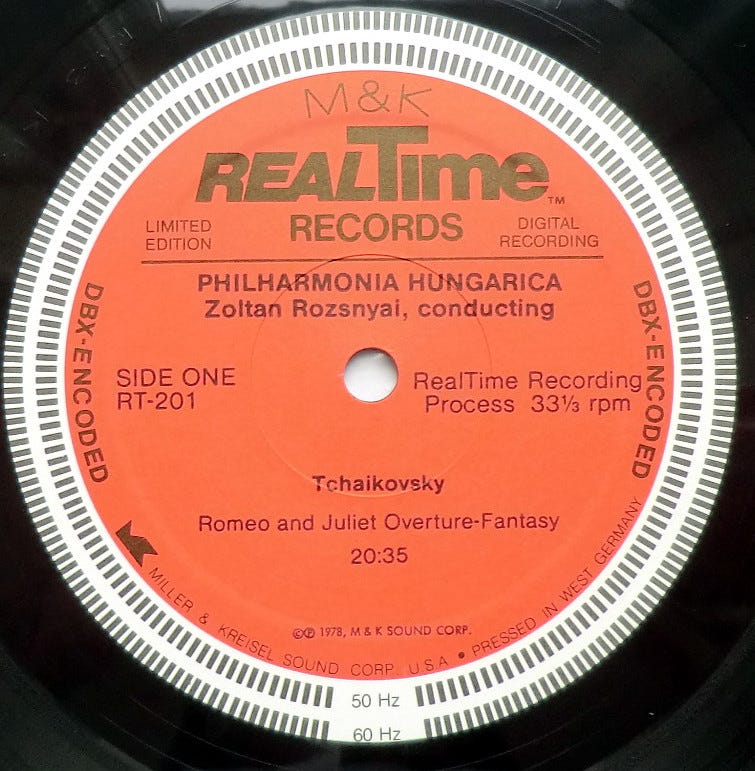 M&K
REALTime™
RECORDS
LIMITED
EDITION
DIGITAL
RECORDING
PHILHARMONIA HUNGARICA
Zoltan Rozsnyai, conducting
DBX-ENCODED
DBX-ENCODED
SIDE ONE
RT-201
RealTime Recording
Process 33⅓ rpm
Tchaikovsky
Romeo and Juliet Overture-Fantasy
20:35
©℗ 1978, M & K SOUND CORP.
MILLER & KREISEL SOUND CORP. U.S.A • PRESSED IN WEST GERMANY
50 Hz
60 Hz